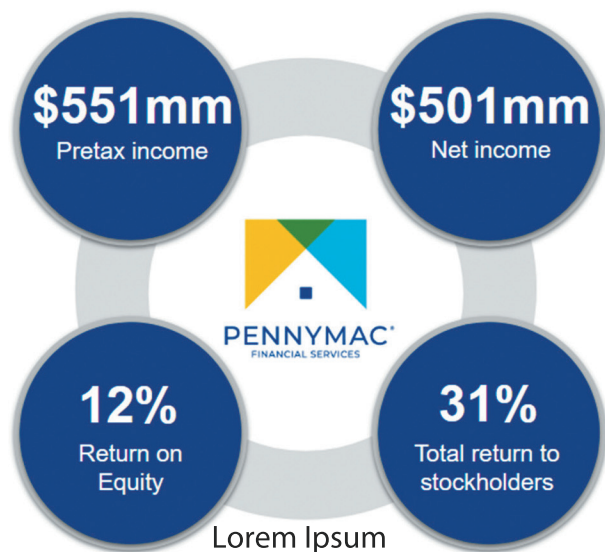 $551mm
Pretax income
$501mm
Net income
PENNYMAC®
FINANCIAL SERVICES
12%
Return on
Equity
31%
Total return to
stockholders
Lorem Ipsum